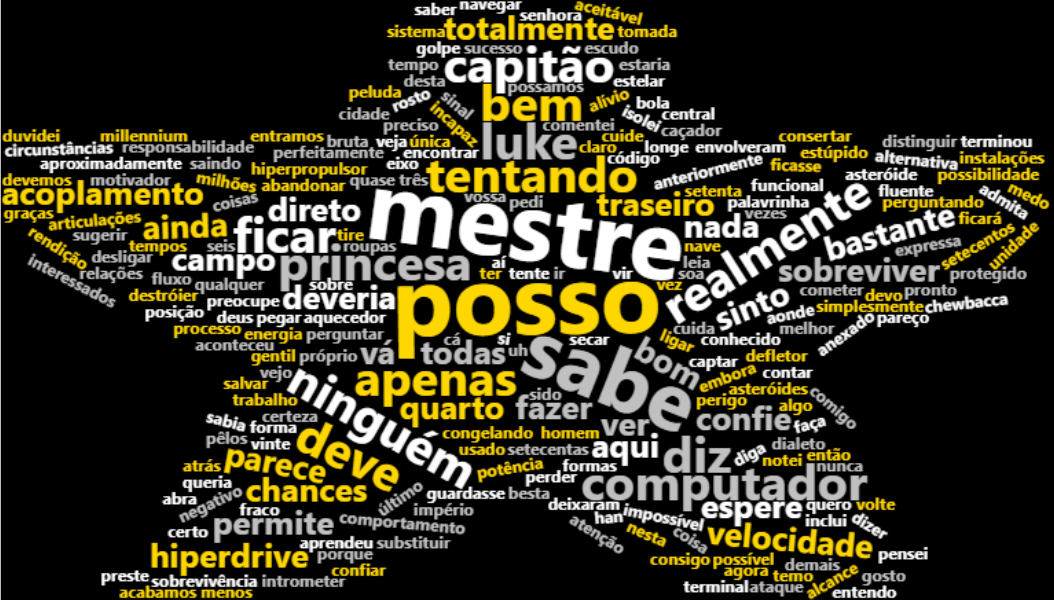 saber navegar
senhora
aceitável
sistema totalmente tomada
golpe sucesso escudo
tempo capitão estaria
desta possamos estelar
peluda rosto sinal bem alívio bola
cidade incapaz isolei central
preciso comentei caçador
duvidei millennium entramos bruta veja única luke cuide longe envolveram consertar distinguir terminou
circunstâncias responsabilidade perfeitamente encontrar claro código estúpido alternativa instalações
aproximadamente saindo hiperpropulsor eixo anteriormente ficasse asteróide possibilidade
devemos motivador milhões abandonar quase três tentando setenta funcional fluente medo
acoplamento coisas vossa pedi traseiro palavrinha perguntando admita
graças articulações ainda direto mestre nada vezes realmente bastante ficará
rendição sugerir tempos seis ficar tire roupas nave expressa setecentos unidade
interessados desligar campo princesa aí leia sobreviver
relações fluxo qualquer sobre ter tente ir vir soa vez protegido
destróier preocupe deveria posso sinto cometer devo pronto
posição deus pegar aquecedor aonde simplesmente chewbacca
processo energia perguntar cá si secar cuida ligar melhor anexado pareço
aconteceu gentil próprio vá todas uh sabe bom conhecido
vejo captar defletor
salvar ninguém apenas sido embora contar
trabalho asteróides
certeza quarto fazer ver perigo algo comigo
sabia forma deve congelando homem confie faça
pêlos vinte usado setecentas aqui diz diga dialeto
atrás parece potência formas notei então
queria chances último perder computador nunca
abra negativo guardasse besta
fraco império deixaram espere quero volte
certo permite comportamento han impossível inclui dizer
aprendeu substituir atenção nesta coisa velocidade
hiperdrive porque pensei
preste confiar consigo possível demais
sobrevivência intrometer agora temo alcance gosto
acabamos menos terminal ataque entendo